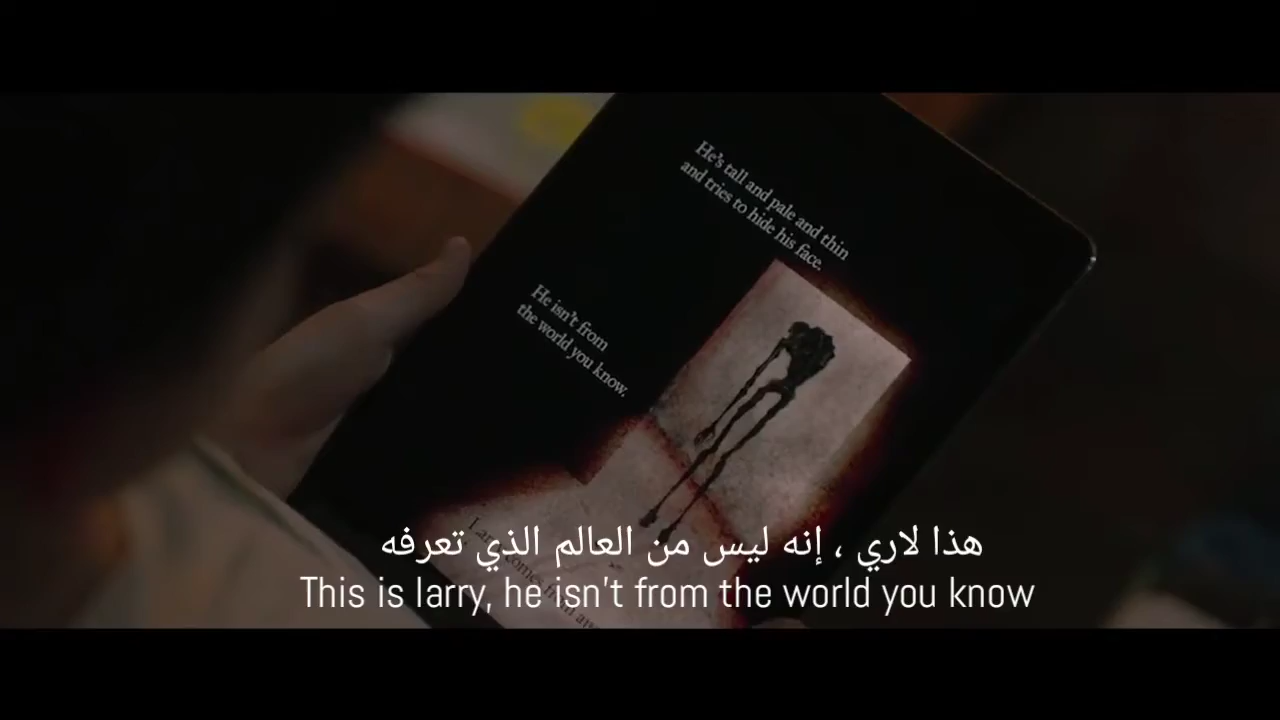 He's tall and pale and thin
and tries to hide his face.
He isn't from
the world you know.
هذا لاري ، إنه ليس من العالم الذي تعرفه
This is larry, he isn't from the world you know